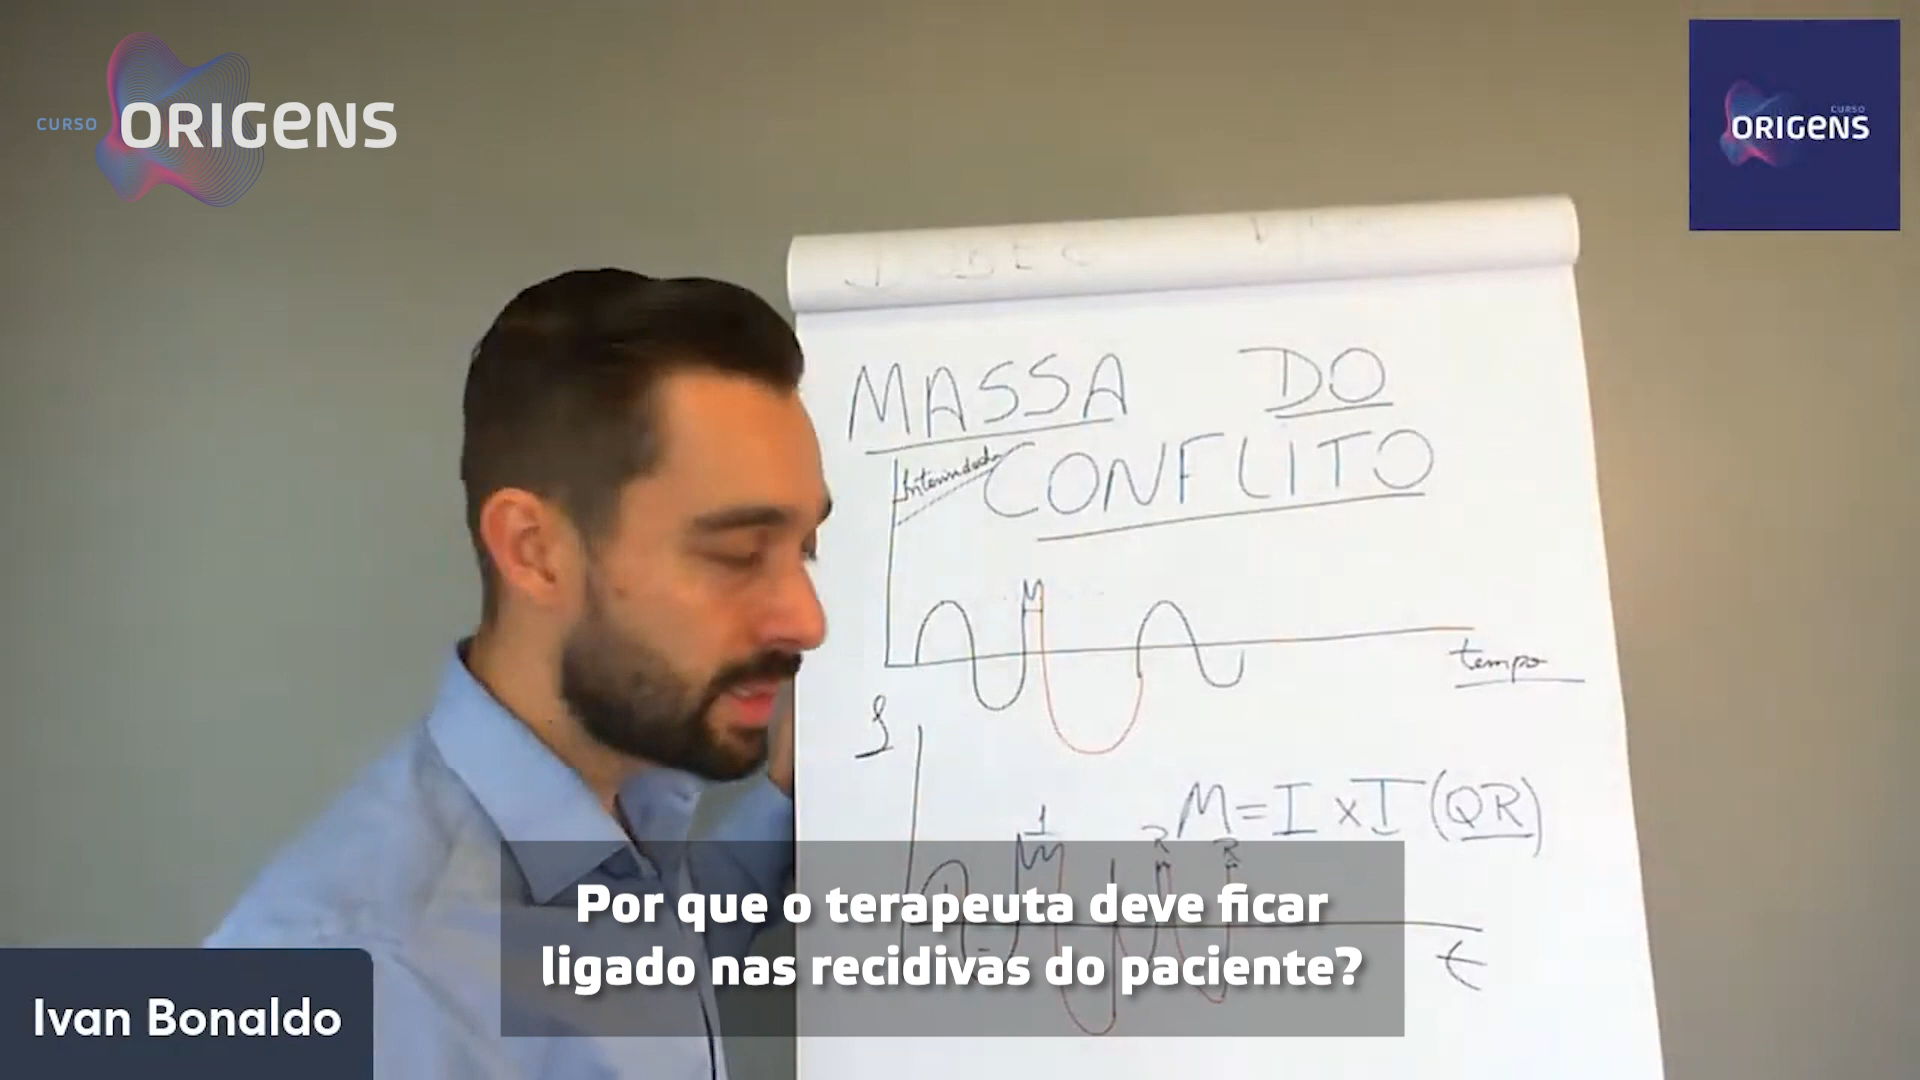 CURSO ORIGENS
CURSO
ORIGENS
MASSA DO
CONFLITO
Intensidade
M
tempo
I
M = I x T (QR)
1
R
R
t
Por que o terapeuta deve ficar
ligado nas recidivas do paciente?
Ivan Bonaldo